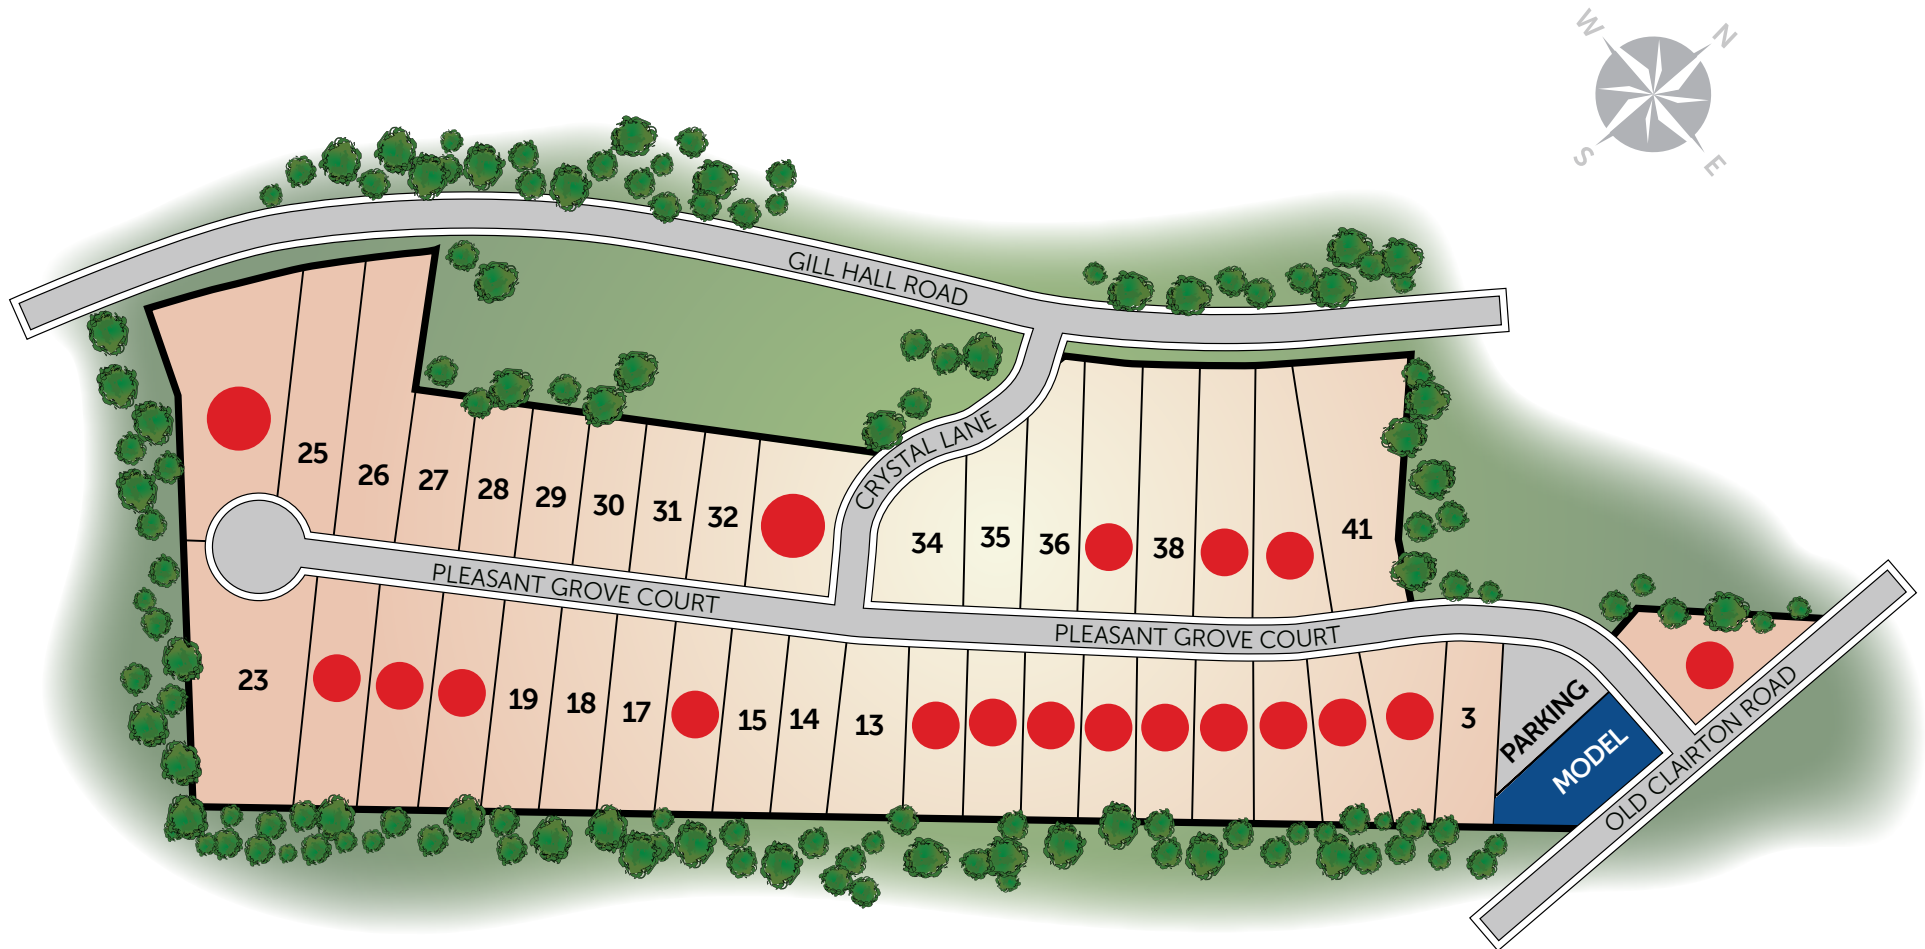 W
N
S
E
GILL HALL ROAD
CRYSTAL LANE
25
26
27
28
29
30
31
32
34
35
36
38
41
PLEASANT GROVE COURT
PLEASANT GROVE COURT
23
19
18
17
15
14
13
3
PARKING
MODEL
OLD CLAIRTON ROAD